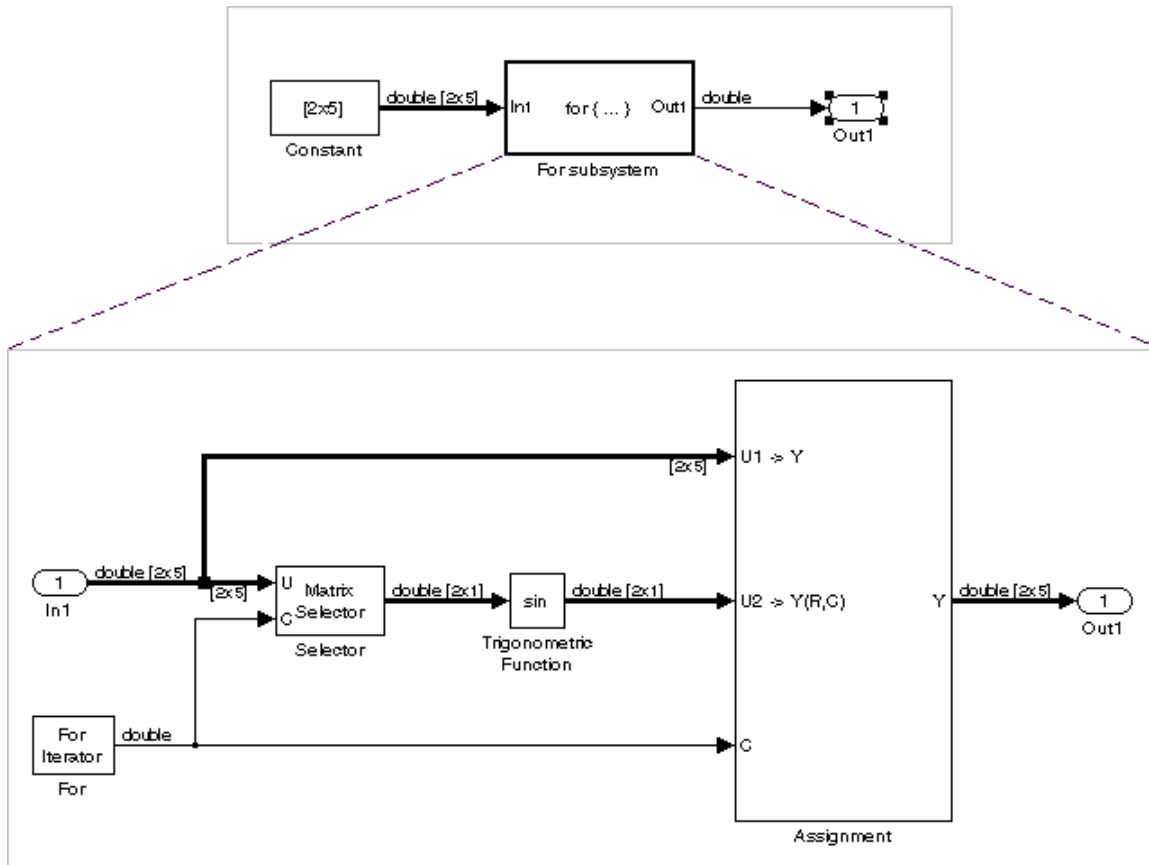 [2x5]
Constant
double [2x5]
In1
for { ... }
Out1
For subsystem
double
1
Out1
U1 -> Y
[2x5]
1
In1
double [2x5]
[2x5]
U
C
Matrix
Selector
Selector
double [2x1]
sin
Trigonometric
Function
double [2x1]
U2 -> Y(R,C)
Y
double [2x5]
1
Out1
For
Iterator
For
double
C
Assignment